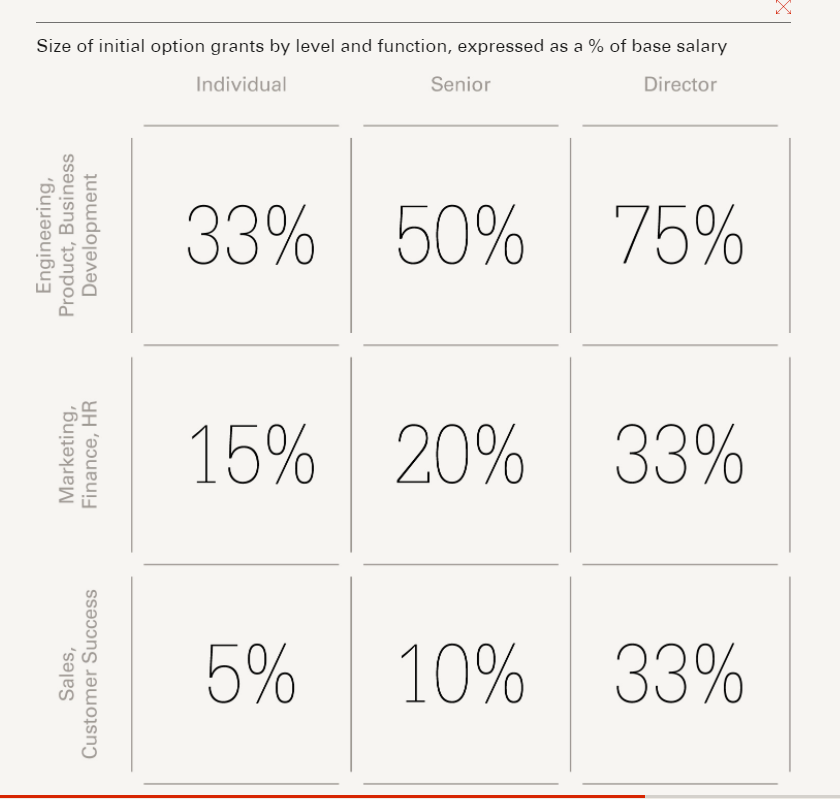 Size of initial option grants by level and function, expressed as a % of base salary
Individual Senior Director
Engineering,
Product, Business
Development
33% 50% 75%
Marketing,
Finance, HR
15% 20% 33%
Sales,
Customer Success
5% 10% 33%